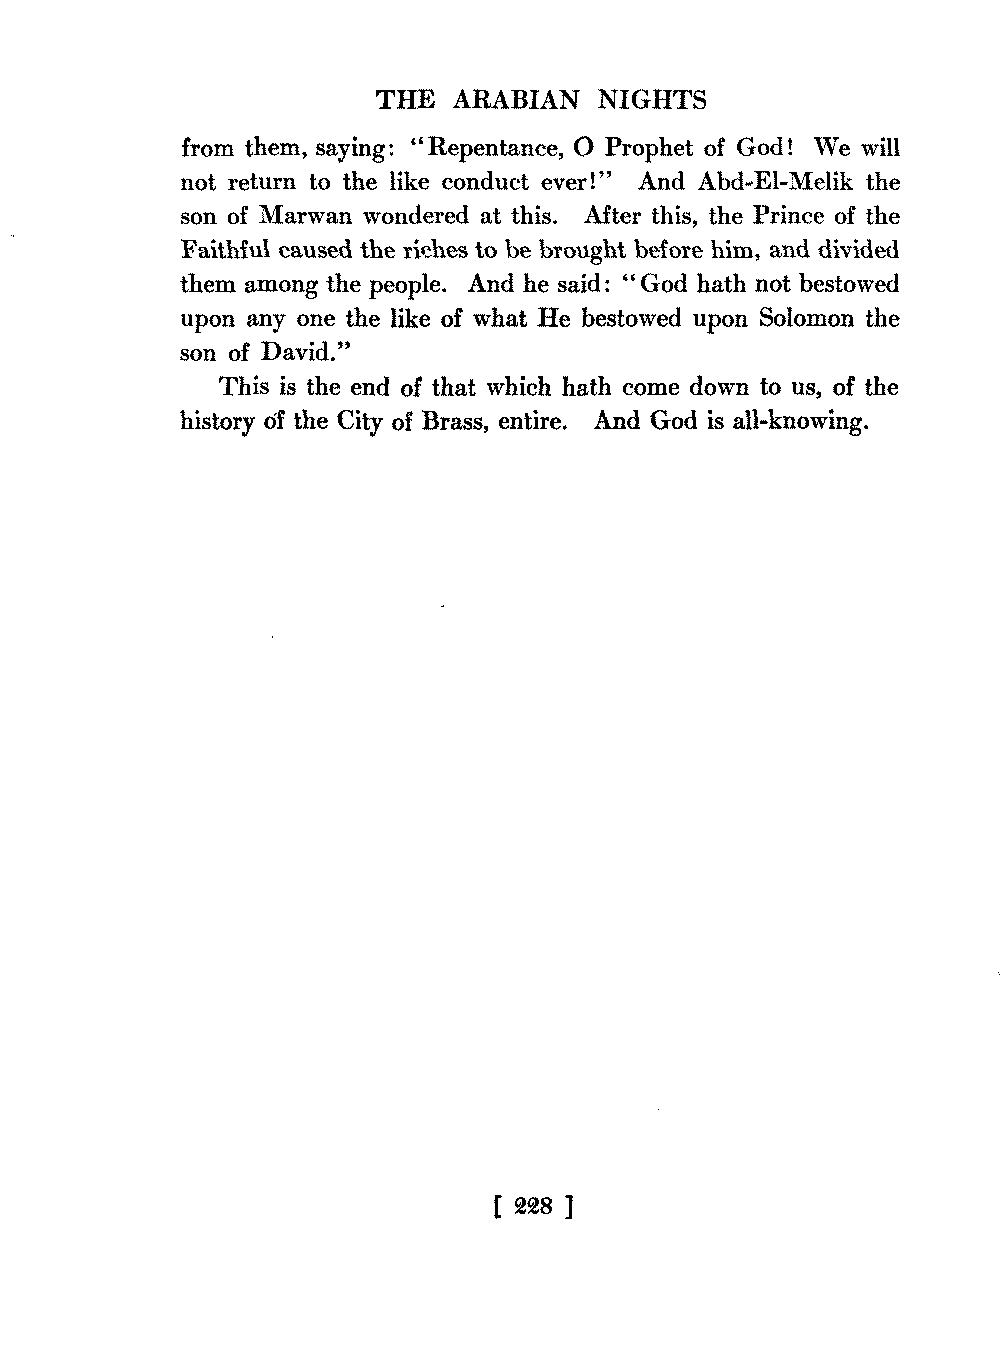 THE ARABIAN NIGHTS
from them, saying: “Repentance, O Prophet of God! We will
not return to the like conduct ever!” And Abd-El-Melik the
son of Marwan wondered at this. After this, the Prince of the
Faithful caused the riches to be brought before him, and divided
them among the people. And he said: “God hath not bestowed
upon any one the like of what He bestowed upon Solomon the
son of David.”
This is the end of that which hath come down to us, of the
history of the City of Brass, entire. And God is all-knowing.
[ 228 ]